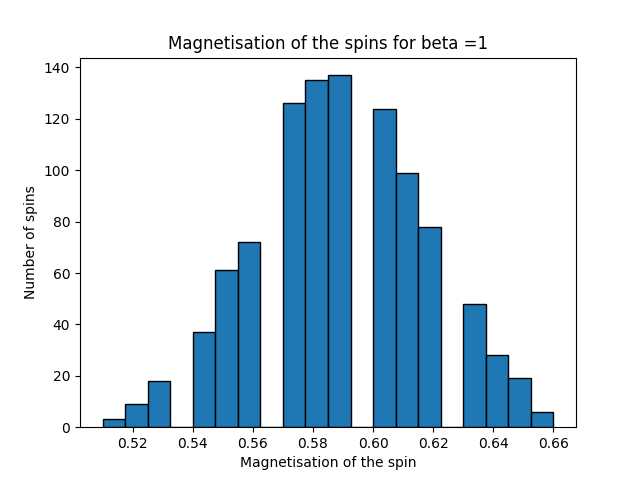 Magnetisation of the spins for beta =1
Number of spins
140
120
100
80
60
40
20
0
0.52 0.54 0.56 0.58 0.60 0.62 0.64 0.66
Magnetisation of the spin